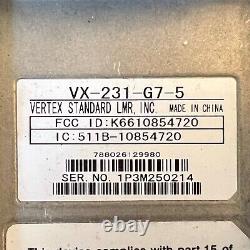 VX-231-G7-5
VERTEX STANDARD LMR, INC. MADE IN CHINA
FCC ID:K6610854720
IC:511B-10854720
788026129980
SER. NO. 1P3M250214
This device complies with part 15 of
ebay